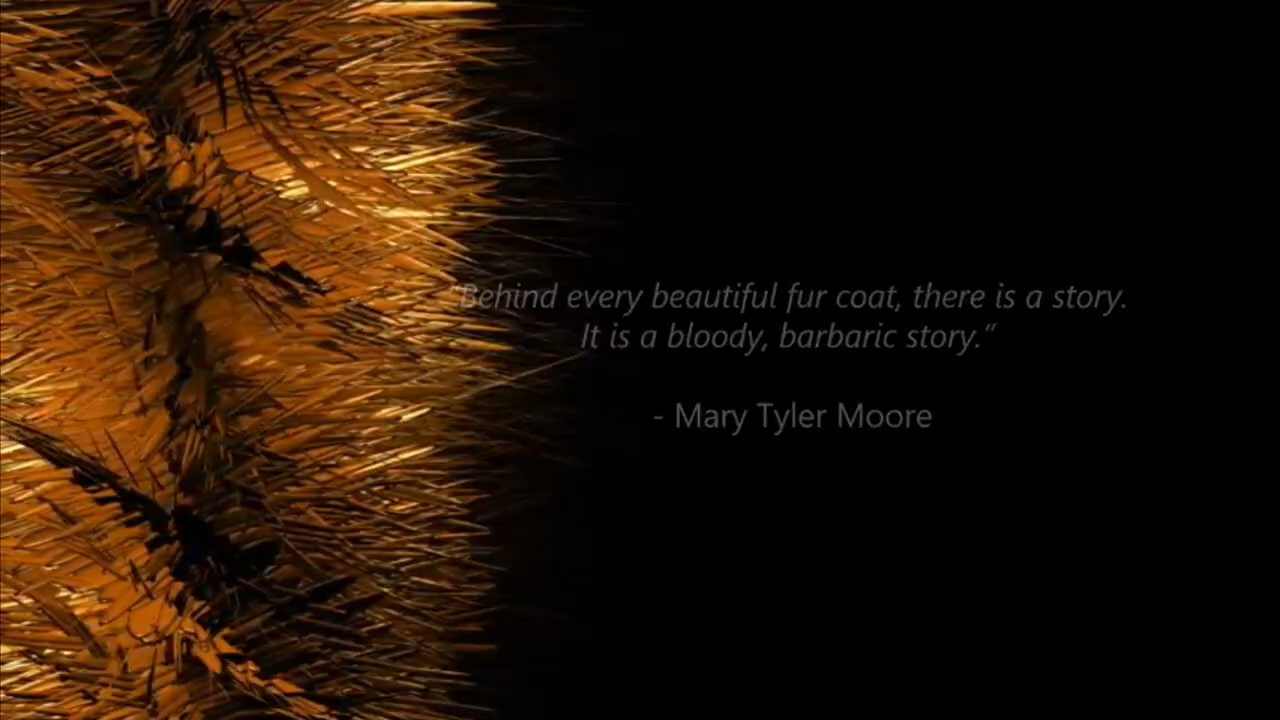 “Behind every beautiful fur coat, there is a story.
It is a bloody, barbaric story.“
- Mary Tyler Moore